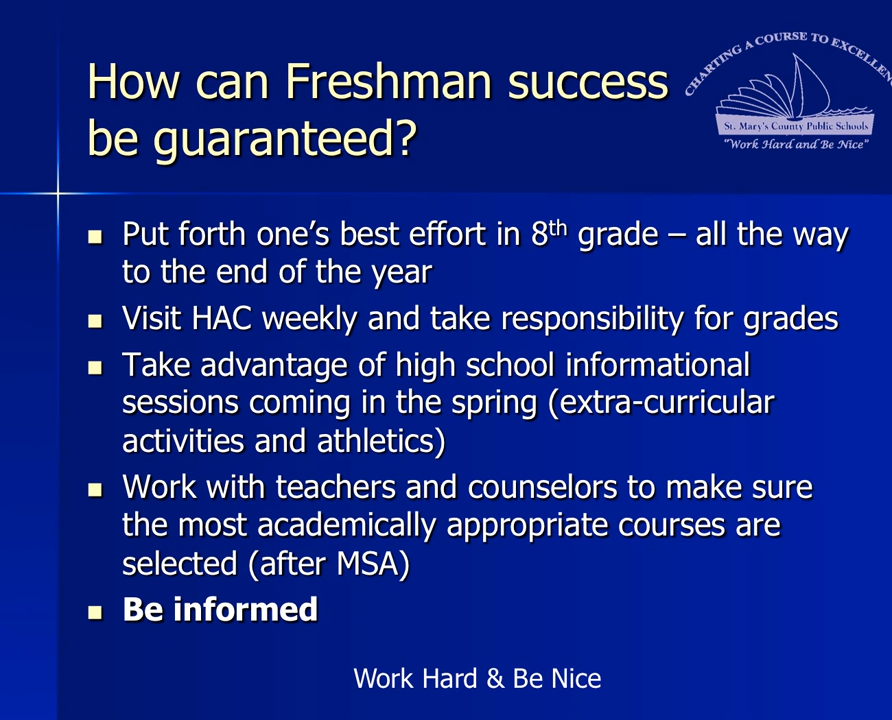 How can Freshman success
be guaranteed?
CHARTING A COURSE TO EXCELLEN
St. Mary's County Public Schools
"Work Hard and Be Nice"
■ Put forth one’s best effort in 8th grade – all the way
to the end of the year
■ Visit HAC weekly and take responsibility for grades
■ Take advantage of high school informational
sessions coming in the spring (extra-curricular
activities and athletics)
■ Work with teachers and counselors to make sure
the most academically appropriate courses are
selected (after MSA)
■ Be informed
Work Hard & Be Nice